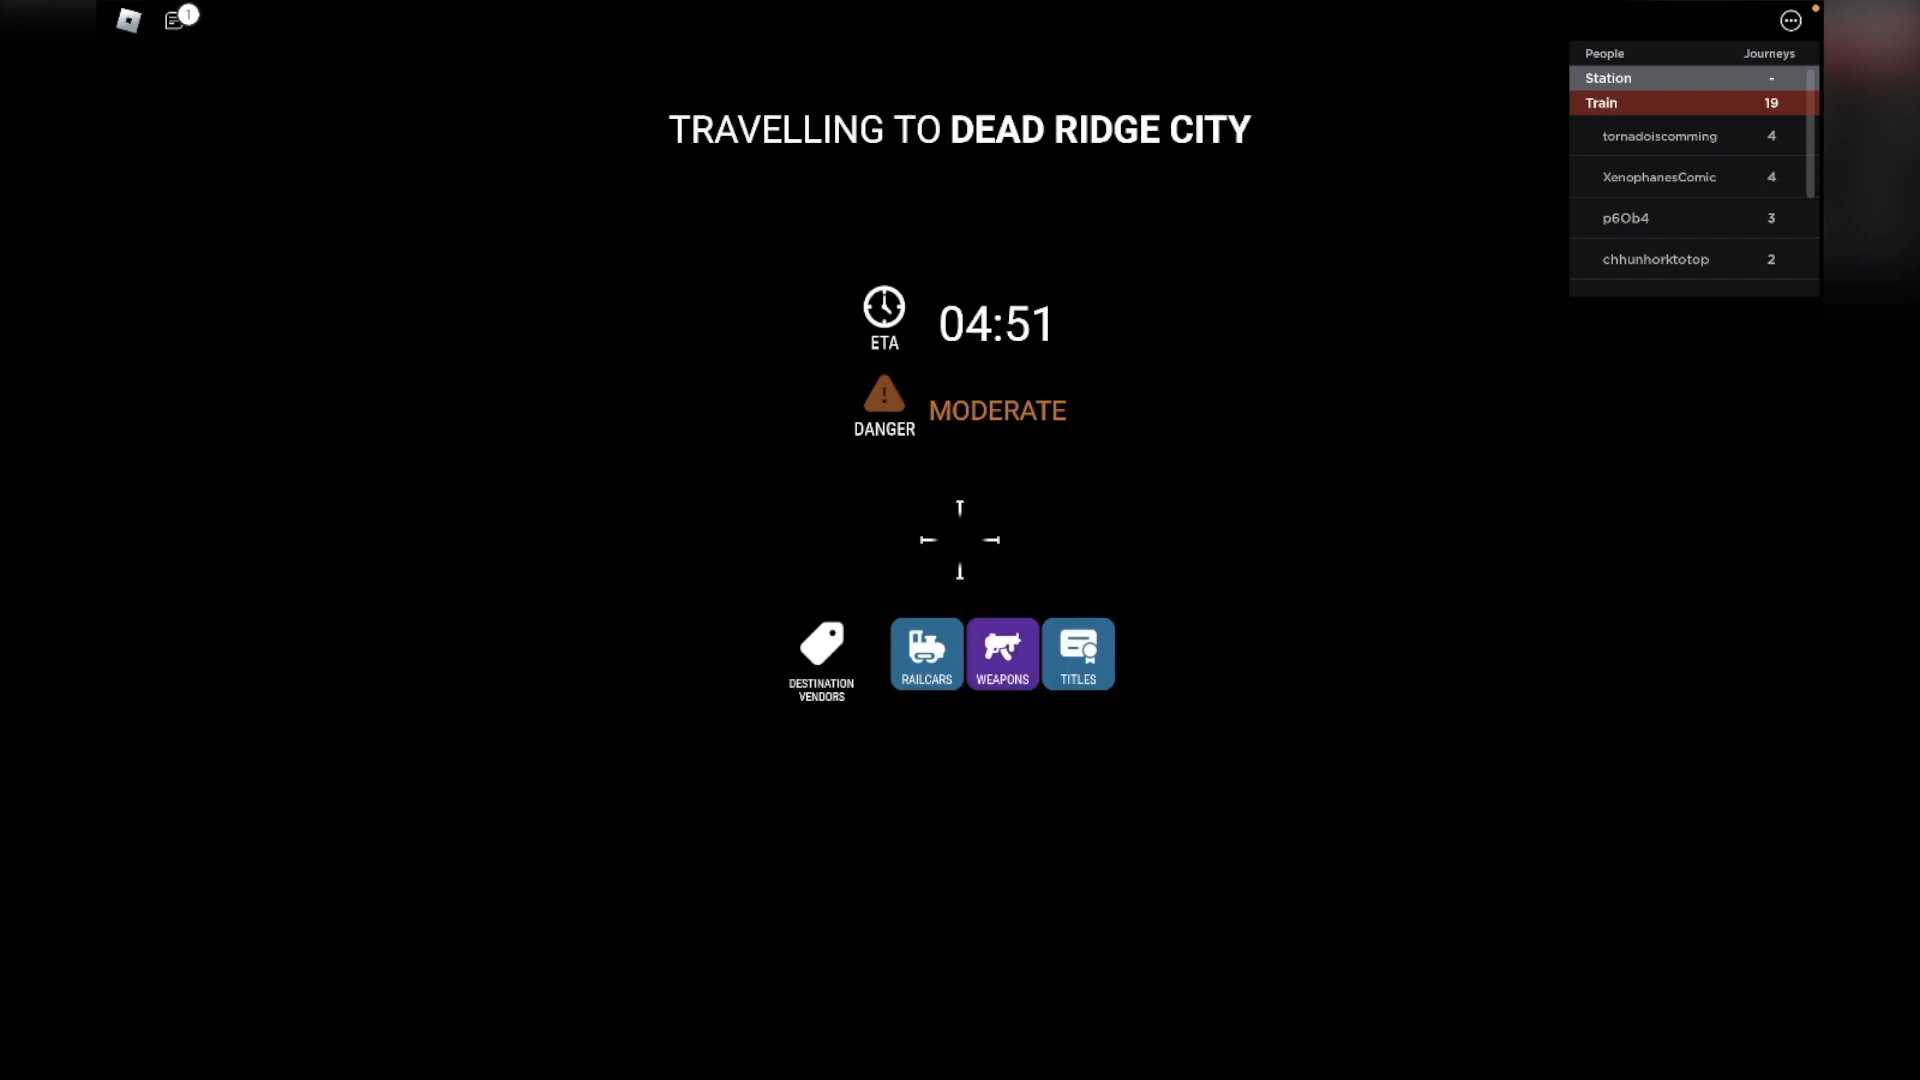 1
People Journeys
Station -
Train 19
tornadoiscomming 4
XenophanesComic 4
p6Ob4 3
chhunhorktotop 2
TRAVELLING TO DEAD RIDGE CITY
ETA 04:51
DANGER MODERATE
DESTINATION
VENDORS
RAILCARS
WEAPONS
TITLES